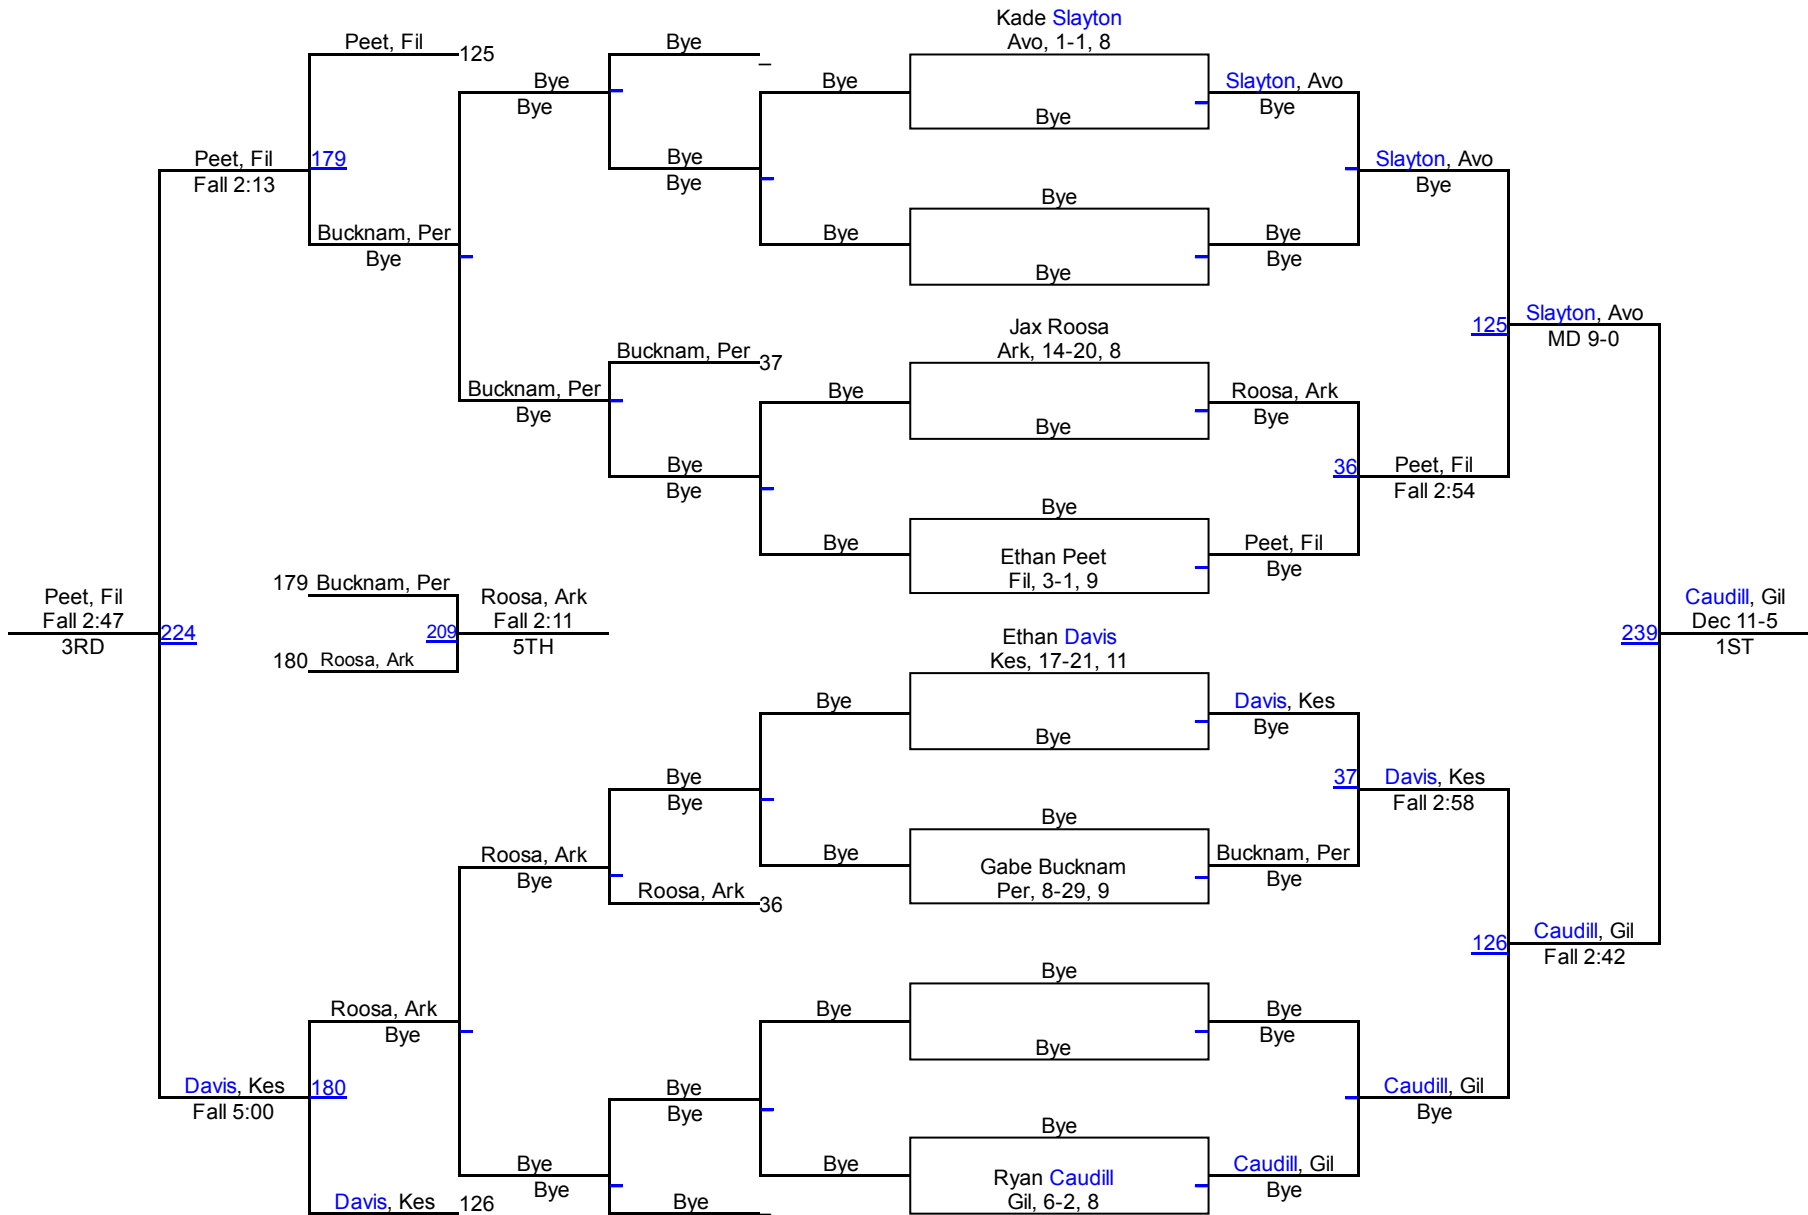 Kade Slayton
Peet, Fil
125
Bye
_
Avo, 1-1, 8
Bye
Bye
Bye
Slayton, Avo
Bye
Bye
Peet, Fil
Fall 2:13
179
Bye
Bye
Slayton, Avo
Bye
Bye
Bucknam, Per
Bye
Bye
Bye
Bye
Bye
Slayton, Avo
MD 9-0
125
Jax Roosa
Ark, 14-20, 8
Bucknam, Per
37
Bucknam, Per
Bye
Bye
Roosa, Ark
Bye
Bye
Bye
Bye
36
Peet, Fil
Fall 2:54
Bye
Bye
Ethan Peet
Fil, 3-1, 9
Peet, Fil
Bye
179
Bucknam, Per
Peet, Fil
Fall 2:47
3RD
224
209
Roosa, Ark
Fall 2:11
5TH
180
Roosa, Ark
Caudill, Gil
Dec 11-5
1ST
239
Ethan Davis
Kes, 17-21, 11
Bye
Davis, Kes
Bye
Bye
Bye
Bye
37
Davis, Kes
Fall 2:58
Bye
Roosa, Ark
Bye
Bye
Gabe Bucknam
Per, 8-29, 9
Bucknam, Per
Bye
Roosa, Ark
36
126
Caudill, Gil
Fall 2:42
Bye
Roosa, Ark
Bye
Bye
Bye
Bye
Bye
Davis, Kes
Fall 5:00
180
Bye
Bye
Caudill, Gil
Bye
Bye
Bye
Bye
Bye
Ryan Caudill
Gil, 6-2, 8
Caudill, Gil
Bye
Davis, Kes
126
Bye
_